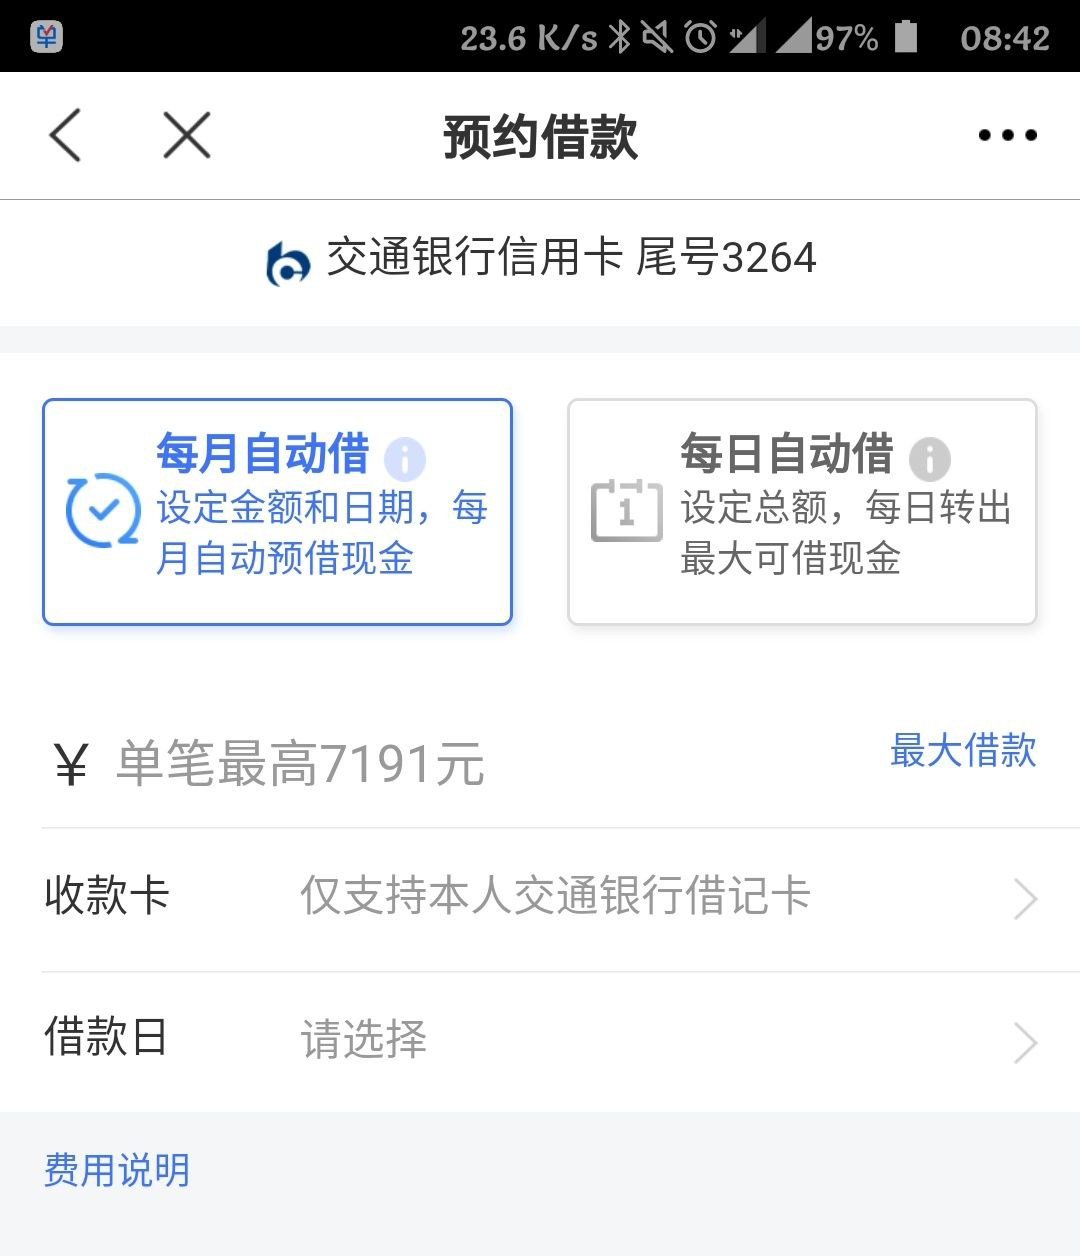 23.6 K/s 97% 08:42
预约借款
交通银行信用卡 尾号3264
每月自动借
设定金额和日期，每
月自动预借现金
每日自动借
1
设定总额，每日转出
最大可借现金
¥ 单笔最高7191元
最大借款
收款卡 仅支持本人交通银行借记卡
借款日 请选择
费用说明